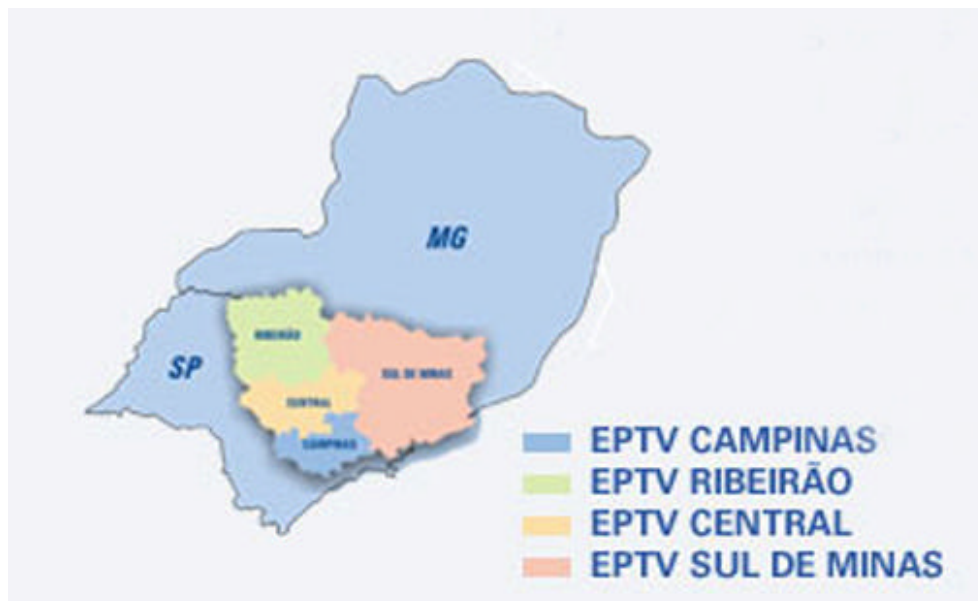 MG
RIBEIRÃO
SP
SUL DE MINAS
CENTRAL
CAMPINAS
EPTV CAMPINAS
EPTV RIBEIRÃO
EPTV CENTRAL
EPTV SUL DE MINAS